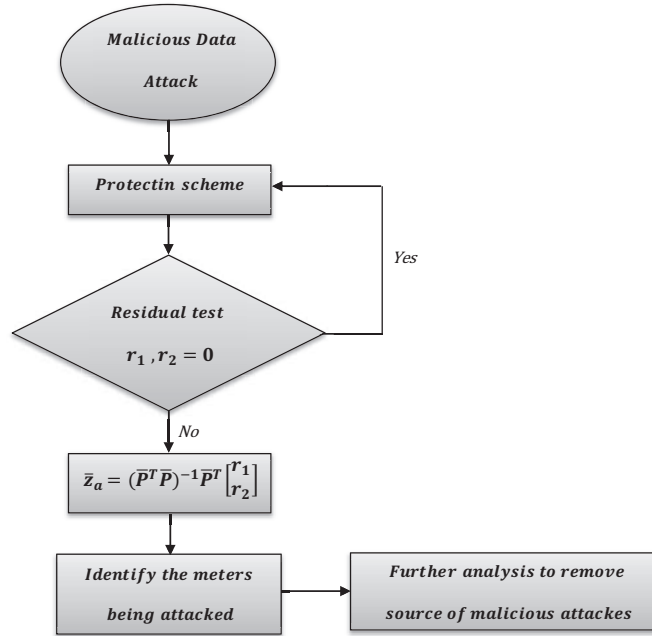 Malicious Data
Attack
Protectin scheme
Yes
Residual test
r₁ ,r₂ = 0
No
z̄ₐ = (P̄ᵀP̄)⁻¹P̄ᵀ[r₁ r₂]
Identify the meters
being attacked
Further analysis to remove
source of malicious attackes